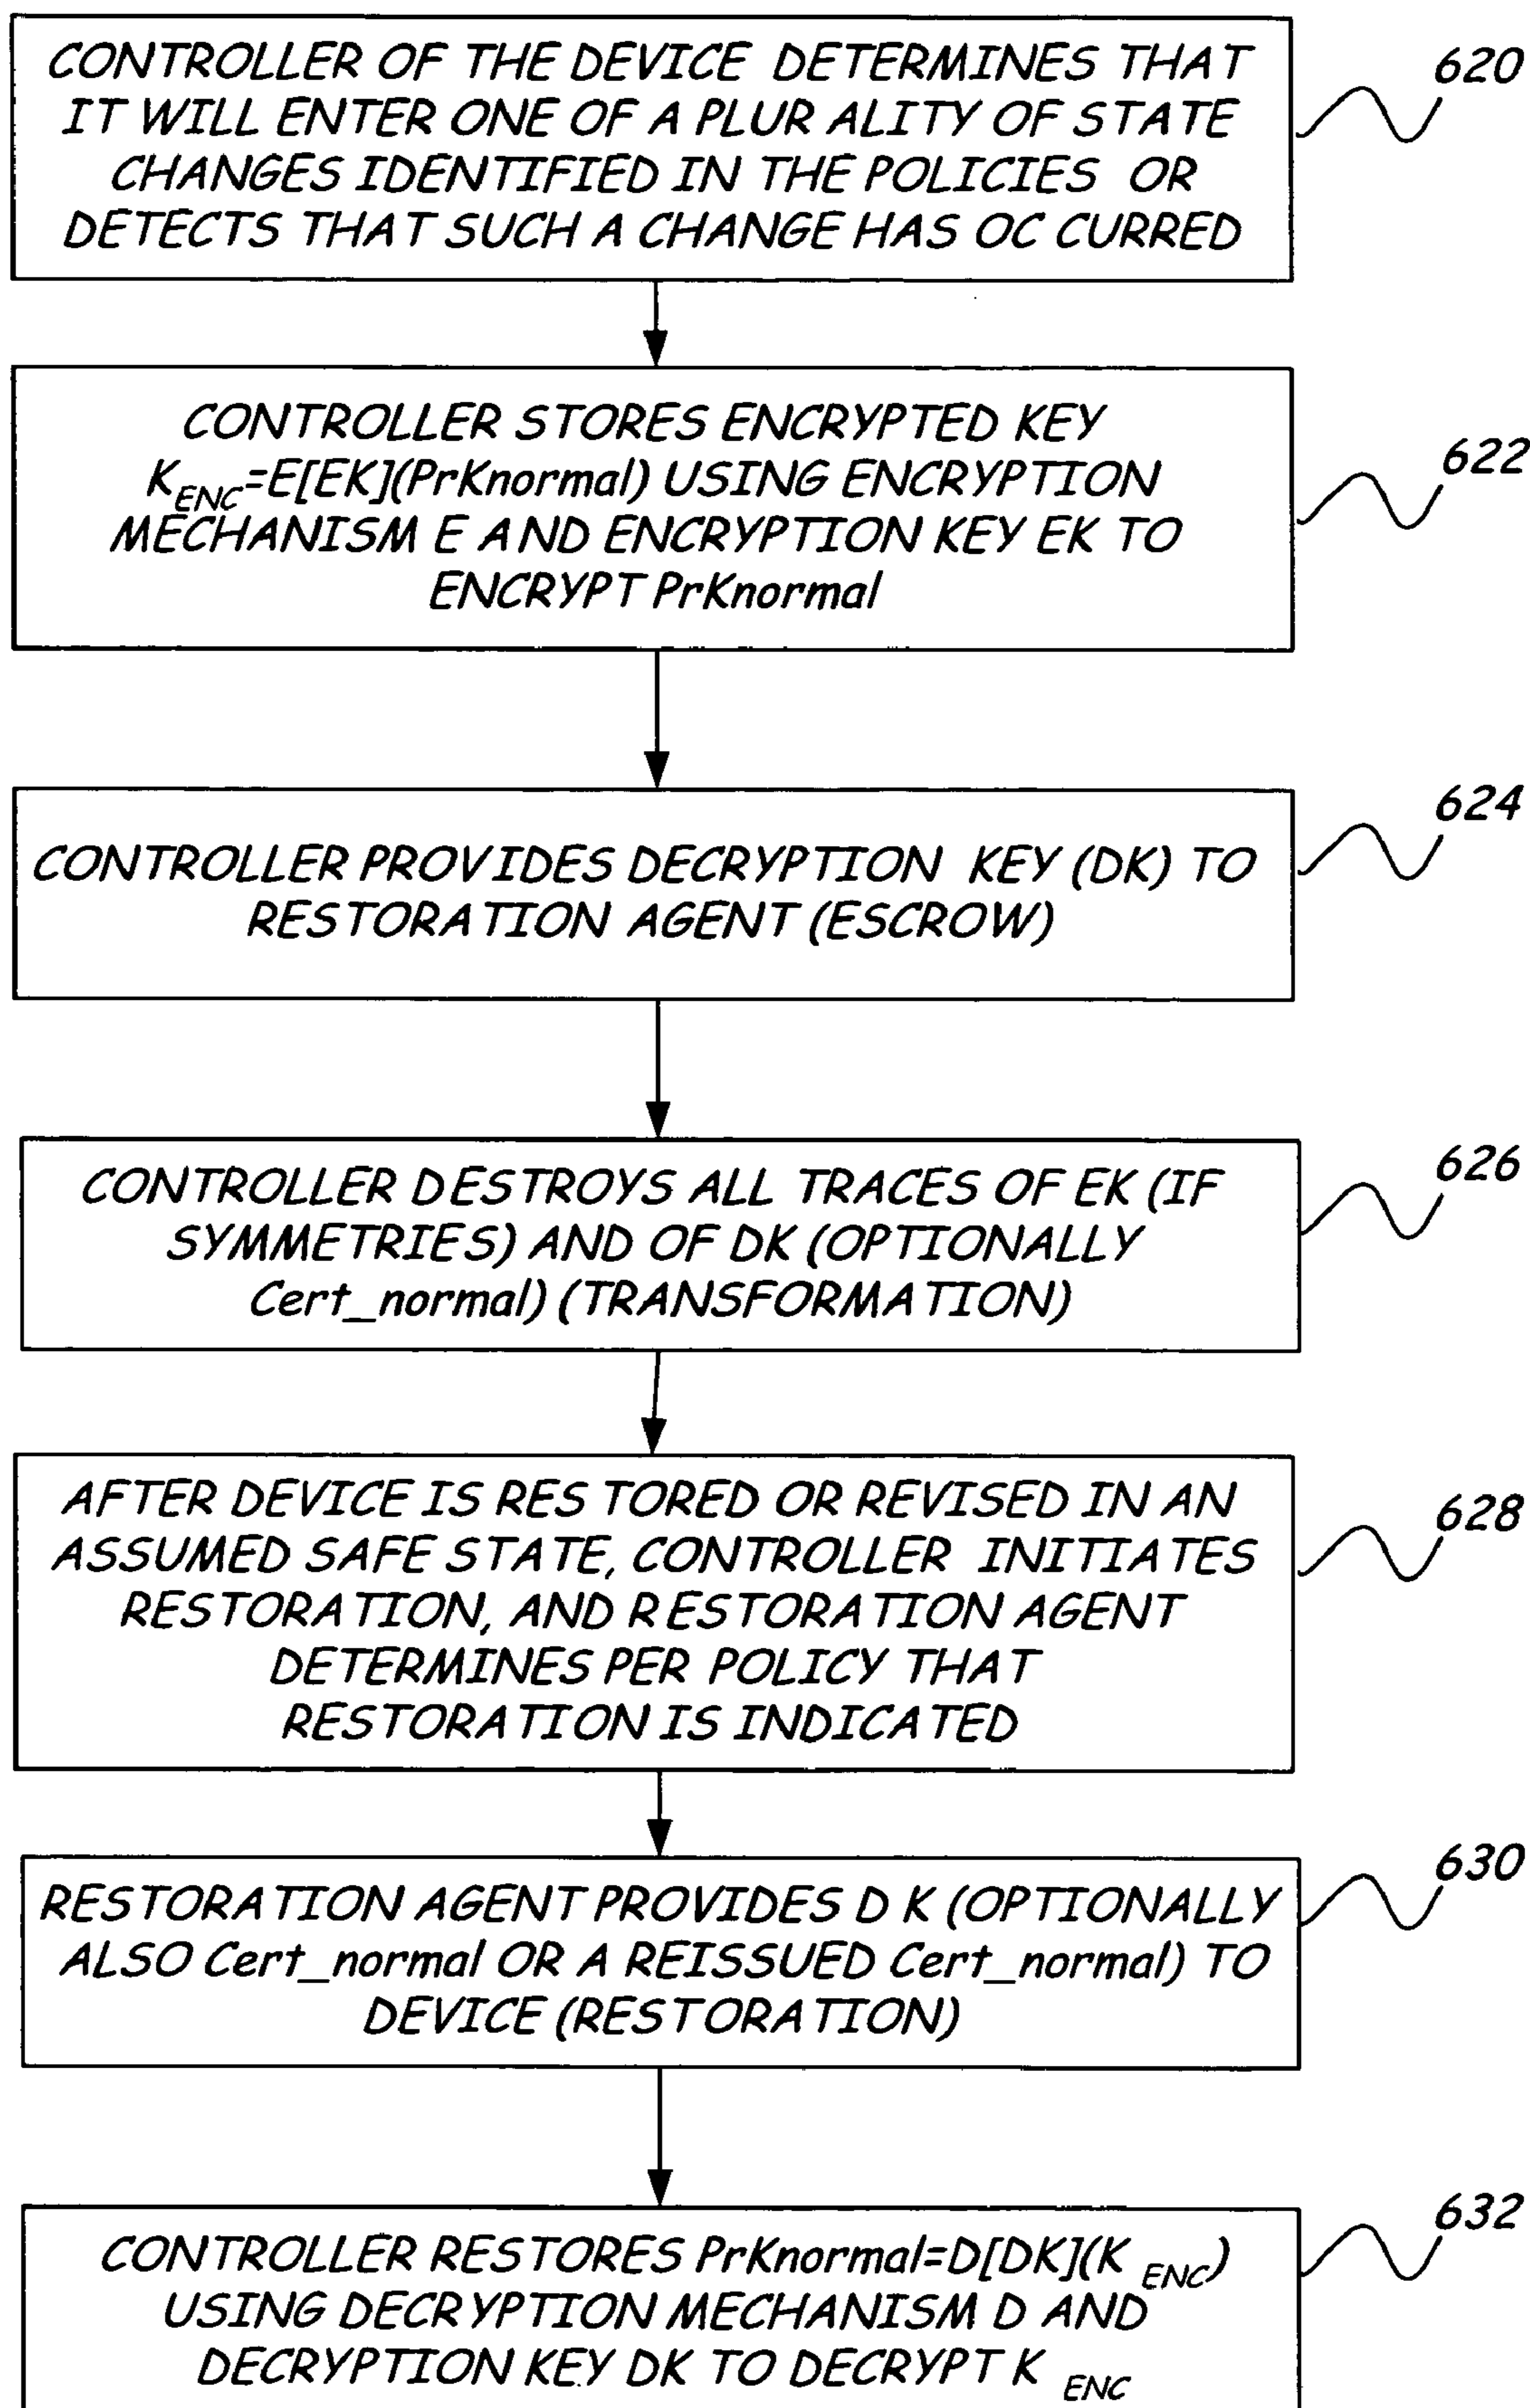 CONTROLLER OF THE DEVICE DETERMINES THAT
IT WILL ENTER ONE OF A PLUR ALITY OF STATE
CHANGES IDENTIFIED IN THE POLICIES OR
DETECTS THAT SUCH A CHANGE HAS OC CURRED
620
CONTROLLER STORES ENCRYPTED KEY
K_ENC=E[EK](PrKnormal) USING ENCRYPTION
MECHANISM E AND ENCRYPTION KEY EK TO
ENCRYPT PrKnormal
622
CONTROLLER PROVIDES DECRYPTION KEY (DK) TO
RESTORATION AGENT (ESCROW)
624
CONTROLLER DESTROYS ALL TRACES OF EK (IF
SYMMETRIES) AND OF DK (OPTIONALLY
Cert_normal) (TRANSFORMATION)
626
AFTER DEVICE IS RES TORED OR REVISED IN AN
ASSUMED SAFE STATE, CONTROLLER INITIATES
RESTORATION, AND R ESTORATION AGENT
DETERMINES PER POLICY THAT
RESTORATION IS INDICATED
628
RESTORATION AGENT PROVIDES D K (OPTIONALLY
ALSO Cert_normal OR A REISSUED Cert_normal) TO
DEVICE (RESTORATION)
630
CONTROLLER RESTORES PrKnormal=D[DK](K ENC)
USING DECRYPTION MECHANISM D AND
DECRYPTION KEY DK TO DECRYPT K ENC
632